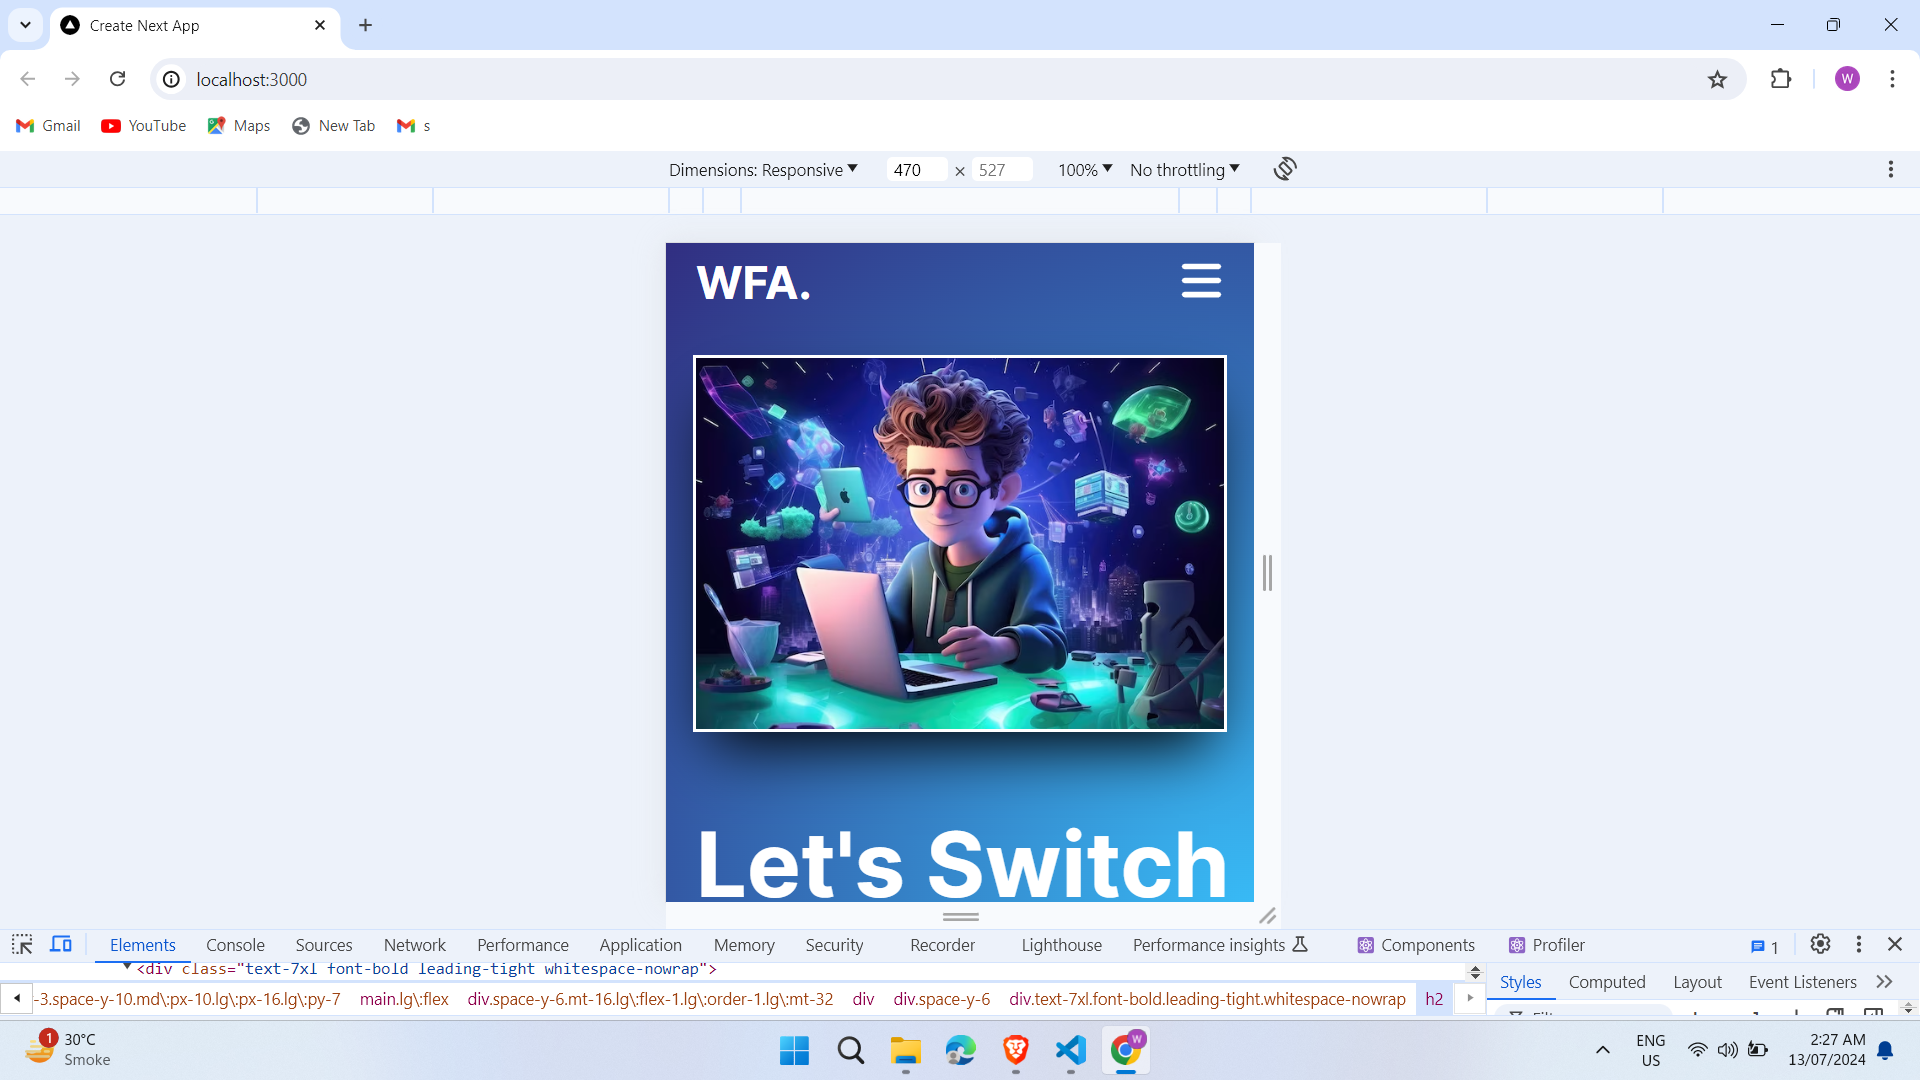 Create Next App
localhost:3000
W
Gmail YouTube Maps New Tab s
Dimensions: Responsive 470 × 527 100% No throttling
WFA.
Let's Switch
Elements Console Sources Network Performance Application Memory Security Recorder Lighthouse Performance insights Components Profiler 1
<div class="text-7xl font-bold leading-tight whitespace-nowrap">
Styles Computed Layout Event Listeners
-3.space-y-10.md\:px-10.lg\:px-16.lg\:py-7 main.lg\:flex div.space-y-6.mt-16.lg\:flex-1.lg\:order-1.lg\:mt-32 div div.space-y-6 div.text-7xl.font-bold.leading-tight.whitespace-nowrap h2
1
30°C
Smoke
W
ENG
US
2:27 AM
13/07/2024